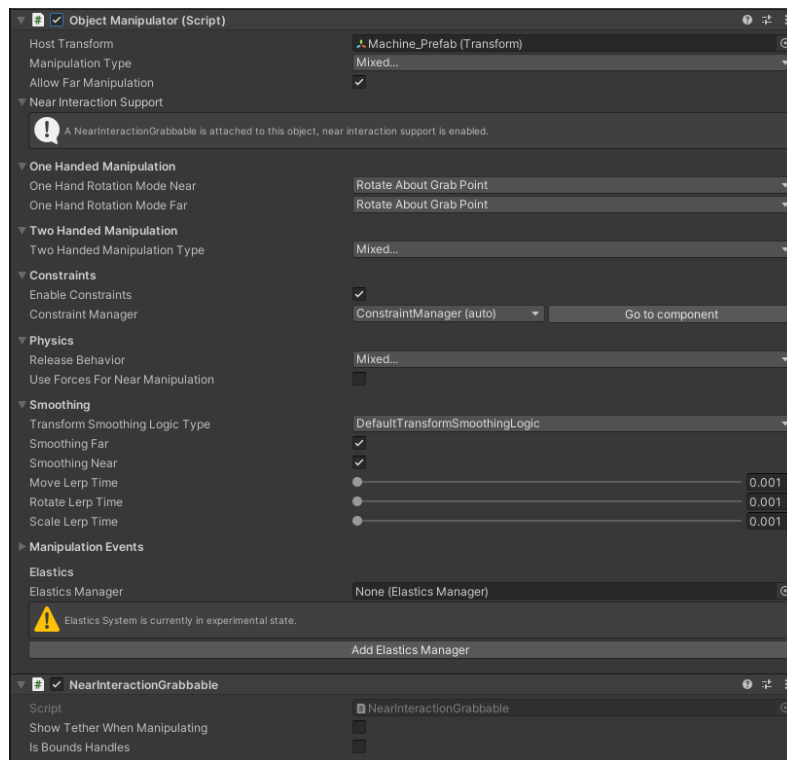 Object Manipulator (Script)
Host Transform Machine_Prefab (Transform)
Manipulation Type Mixed...
Allow Far Manipulation
Near Interaction Support
A NearInteractionGrabbable is attached to this object, near interaction support is enabled.
One Handed Manipulation
One Hand Rotation Mode Near Rotate About Grab Point
One Hand Rotation Mode Far Rotate About Grab Point
Two Handed Manipulation
Two Handed Manipulation Type Mixed...
Constraints
Enable Constraints
Constraint Manager ConstraintManager (auto) Go to component
Physics
Release Behavior Mixed...
Use Forces For Near Manipulation
Smoothing
Transform Smoothing Logic Type DefaultTransformSmoothingLogic
Smoothing Far
Smoothing Near
Move Lerp Time 0.001
Rotate Lerp Time 0.001
Scale Lerp Time 0.001
Manipulation Events
Elastics
Elastics Manager None (Elastics Manager)
Elastics System is currently in experimental state.
Add Elastics Manager
NearInteractionGrabbable
Script NearInteractionGrabbable
Show Tether When Manipulating
Is Bounds Handles